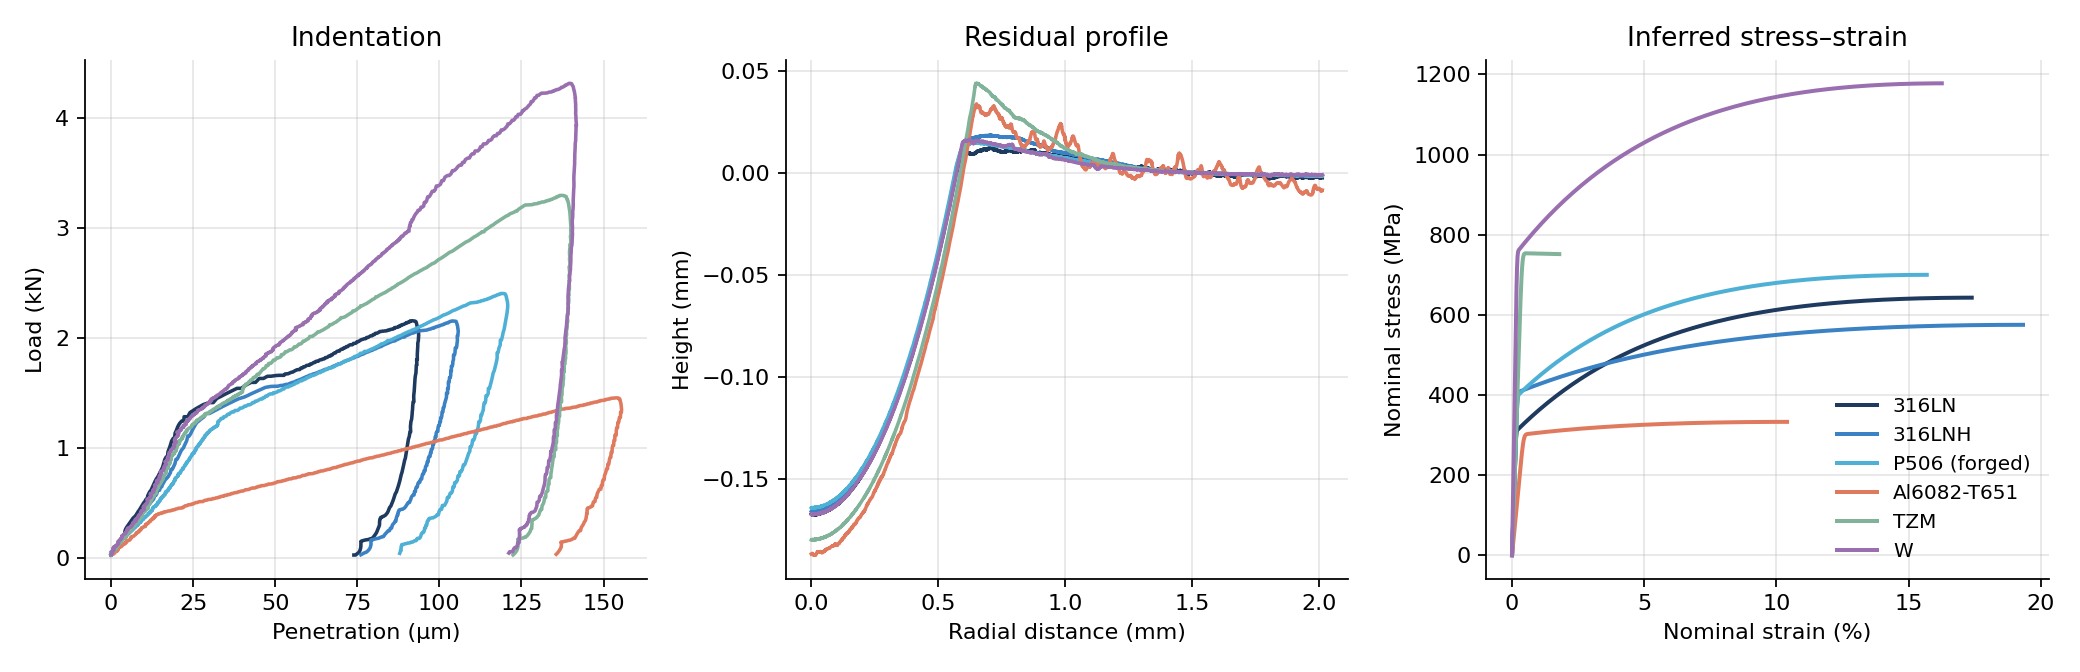 Indentation
Load (kN)
4
3
2
1
0
0 25 50 75 100 125 150
Penetration (μm)
Residual profile
Height (mm)
0.05
0.00
−0.05
−0.10
−0.15
0.0 0.5 1.0 1.5 2.0
Radial distance (mm)
Inferred stress–strain
Nominal stress (MPa)
1200
1000
800
600
400
200
0
316LN
316LNH
P506 (forged)
Al6082-T651
TZM
W
0 5 10 15 20
Nominal strain (%)